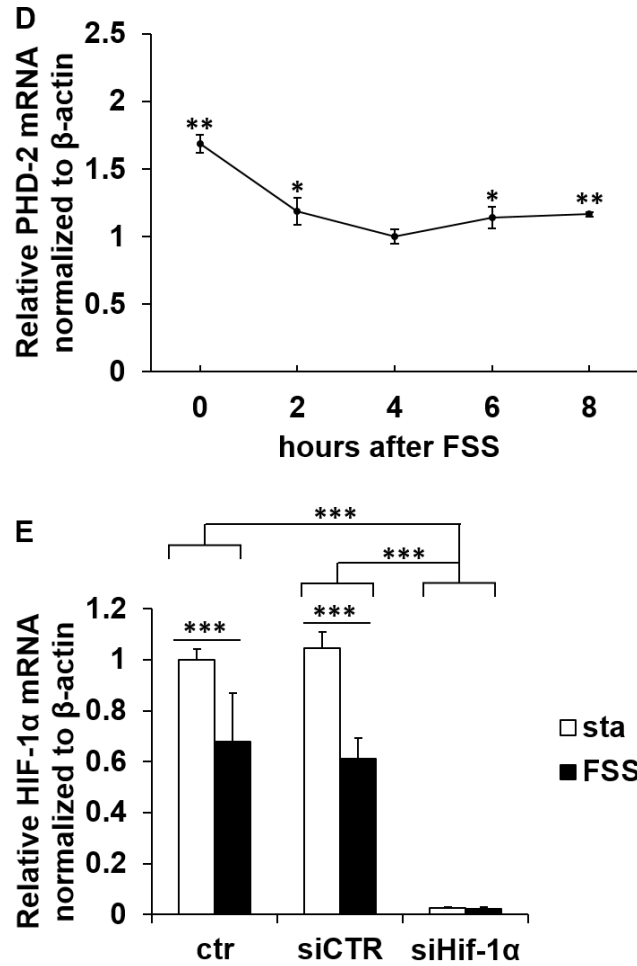 D
Relative PHD-2 mRNA
normalized to β-actin
2.5
2
1.5
1
0.5
0
**
*
*
**
0 2 4 6 8
hours after FSS
E
***
***
Relative HIF-1α mRNA
normalized to β-actin
1.2
1
0.8
0.6
0.4
0.2
0
***
***
sta
FSS
ctr siCTR siHif-1α